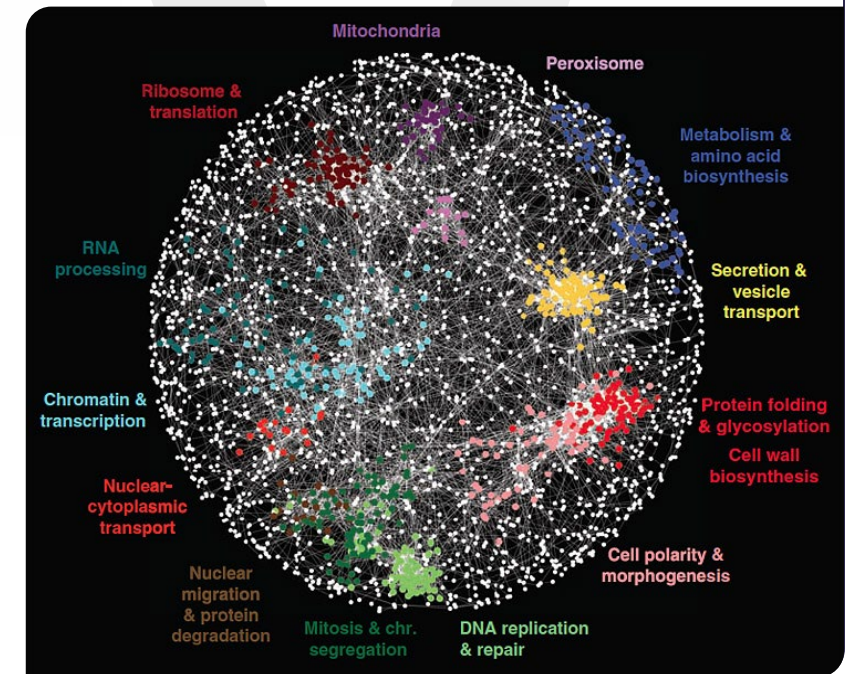 Mitochondria
Peroxisome
Ribosome &
translation
Metabolism &
amino acid
biosynthesis
RNA
processing
Secretion &
vesicle
transport
Chromatin &
transcription
Protein folding
& glycosylation
Cell wall
biosynthesis
Nuclear-
cytoplasmic
transport
Cell polarity &
morphogenesis
Nuclear
migration
& protein
degradation
Mitosis & chr.
segregation
DNA replication
& repair